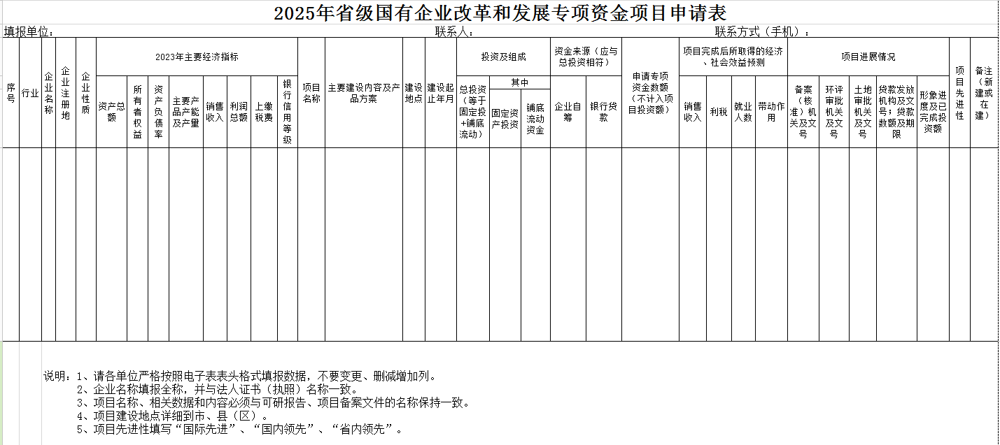 2025年省级国有企业改革和发展专项资金项目申请表
填报单位： 联系人： 联系方式（手机）：
序号
行业
企业名称
企业注册地
企业性质
2023年主要经济指标
资产总额
所有者权益
资产负债率
主要产品产能及产量
销售收入
利润总额
上缴税费
银行信用等级
项目名称
主要建设内容及产品方案
建设地点
建设起止年月
投资及组成
总投资（等于固定投+铺底流动）
其中
固定资产投资
铺底流动资金
资金来源（应与总投资相符）
企业自筹
银行贷款
申请专项资金数额（不计入项目投资额）
项目完成后所取得的经济、社会效益预测
销售收入
利税
就业人数
带动作用
项目进展情况
备案（核准）机关及文号
环评审批机关及文号
土地审批机关及文号
贷款发放机构及文号；贷款数额及期限
形象进度及已完成投资额
项目先进性
备注（新建或在建）
说明：1、请各单位严格按照电子表表头格式填报数据，不要变更、删减增加列。
2、企业名称填报全称，并与法人证书（执照）名称一致。
3、项目名称、相关数据和内容必须与可研报告、项目备案文件的名称保持一致。
4、项目建设地点详细到市、县（区）。
5、项目先进性填写“国际先进”、“国内领先”、“省内领先”。